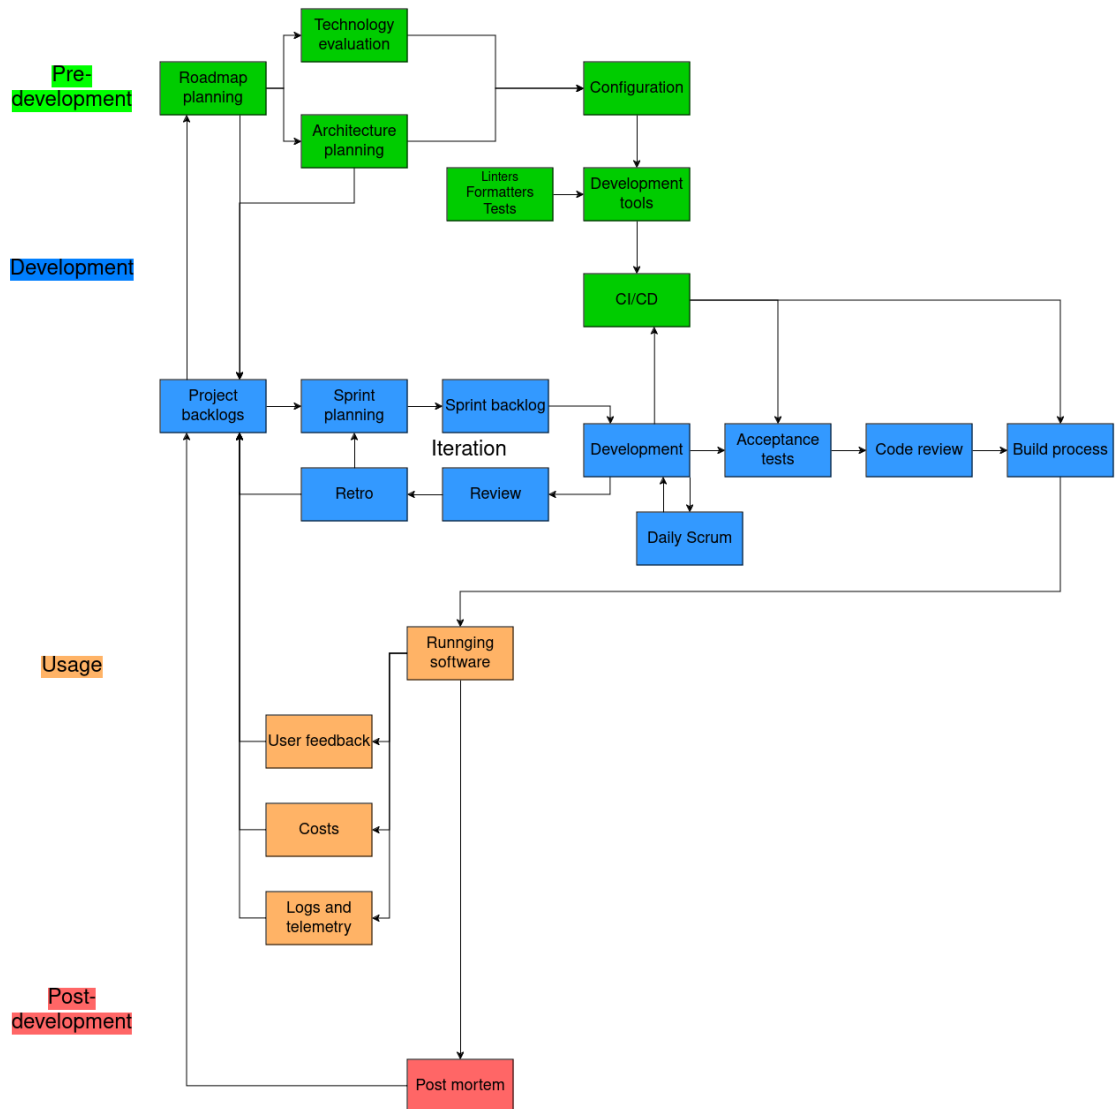 Technology
evaluation
Pre-
development
Roadmap
planning
Configuration
Architecture
planning
Linters
Formatters
Tests
Development
tools
Development
CI/CD
Project
backlogs
Sprint
planning
Sprint backlog
Iteration
Development
Acceptance
tests
Code review
Build process
Retro
Review
Daily Scrum
Runnging
software
Usage
User feedback
Costs
Logs and
telemetry
Post-
development
Post mortem